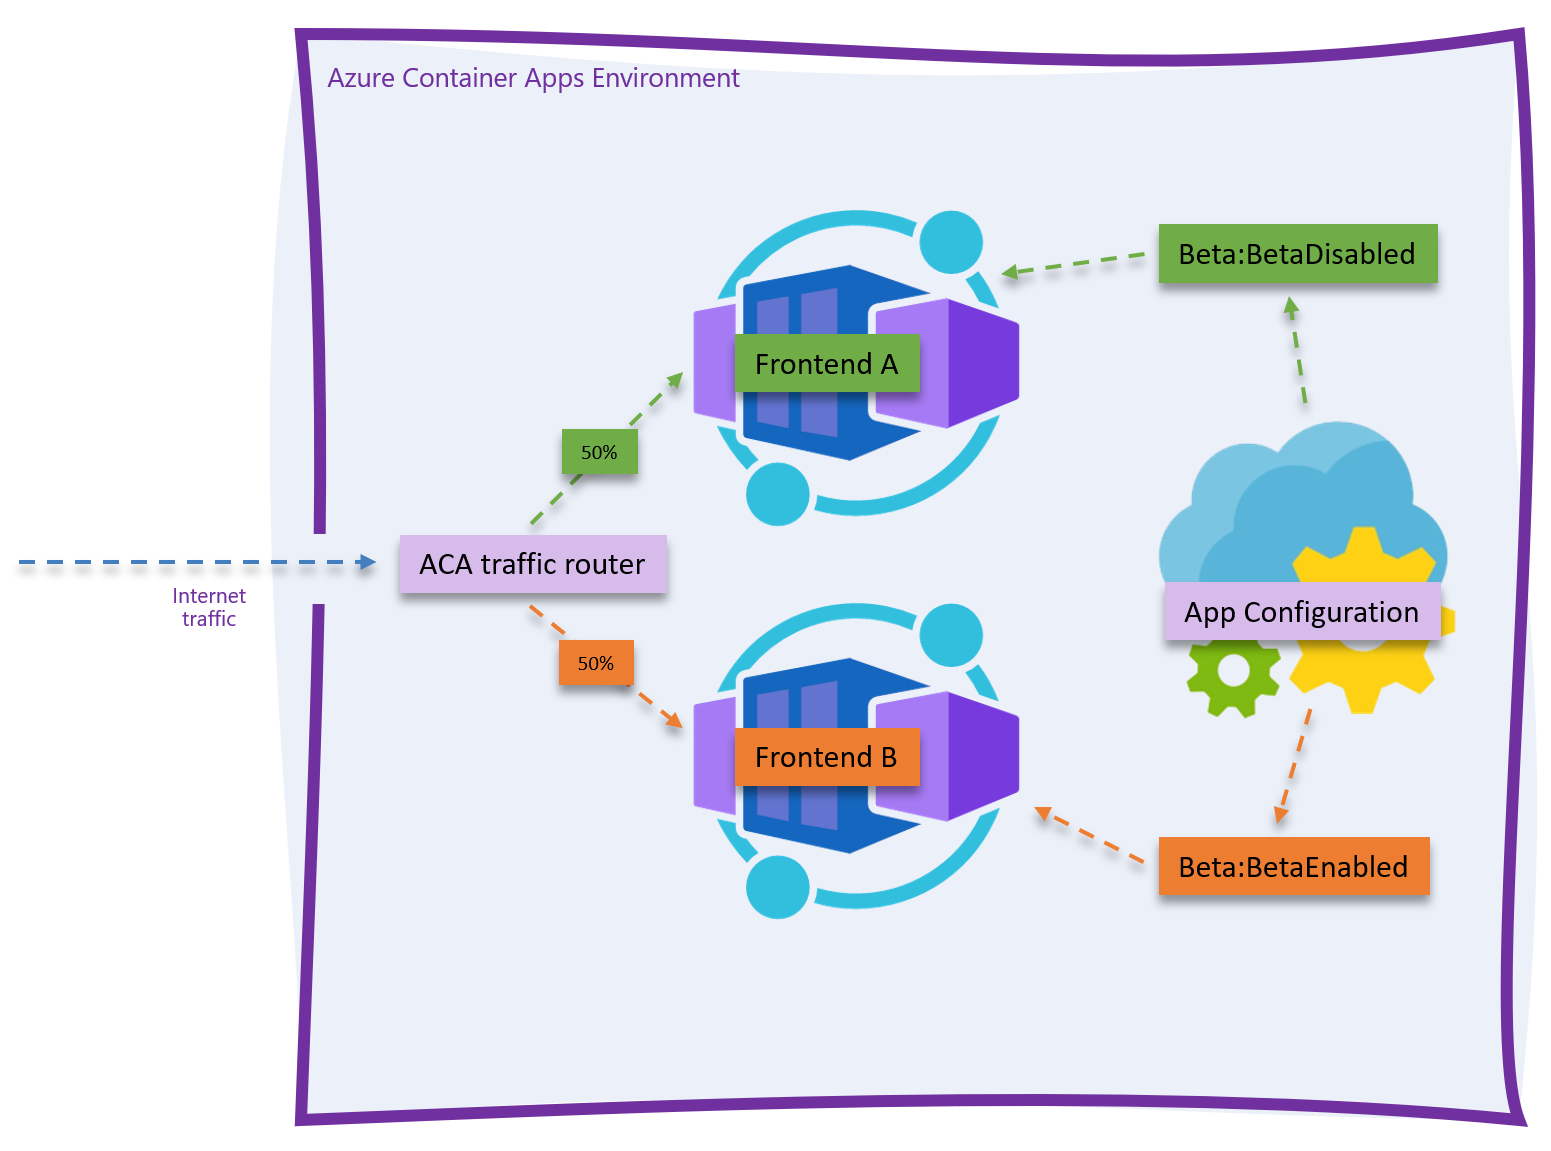 Azure Container Apps Environment
Beta:BetaDisabled
Frontend A
50%
ACA traffic router
Internet
traffic
App Configuration
50%
Frontend B
Beta:BetaEnabled